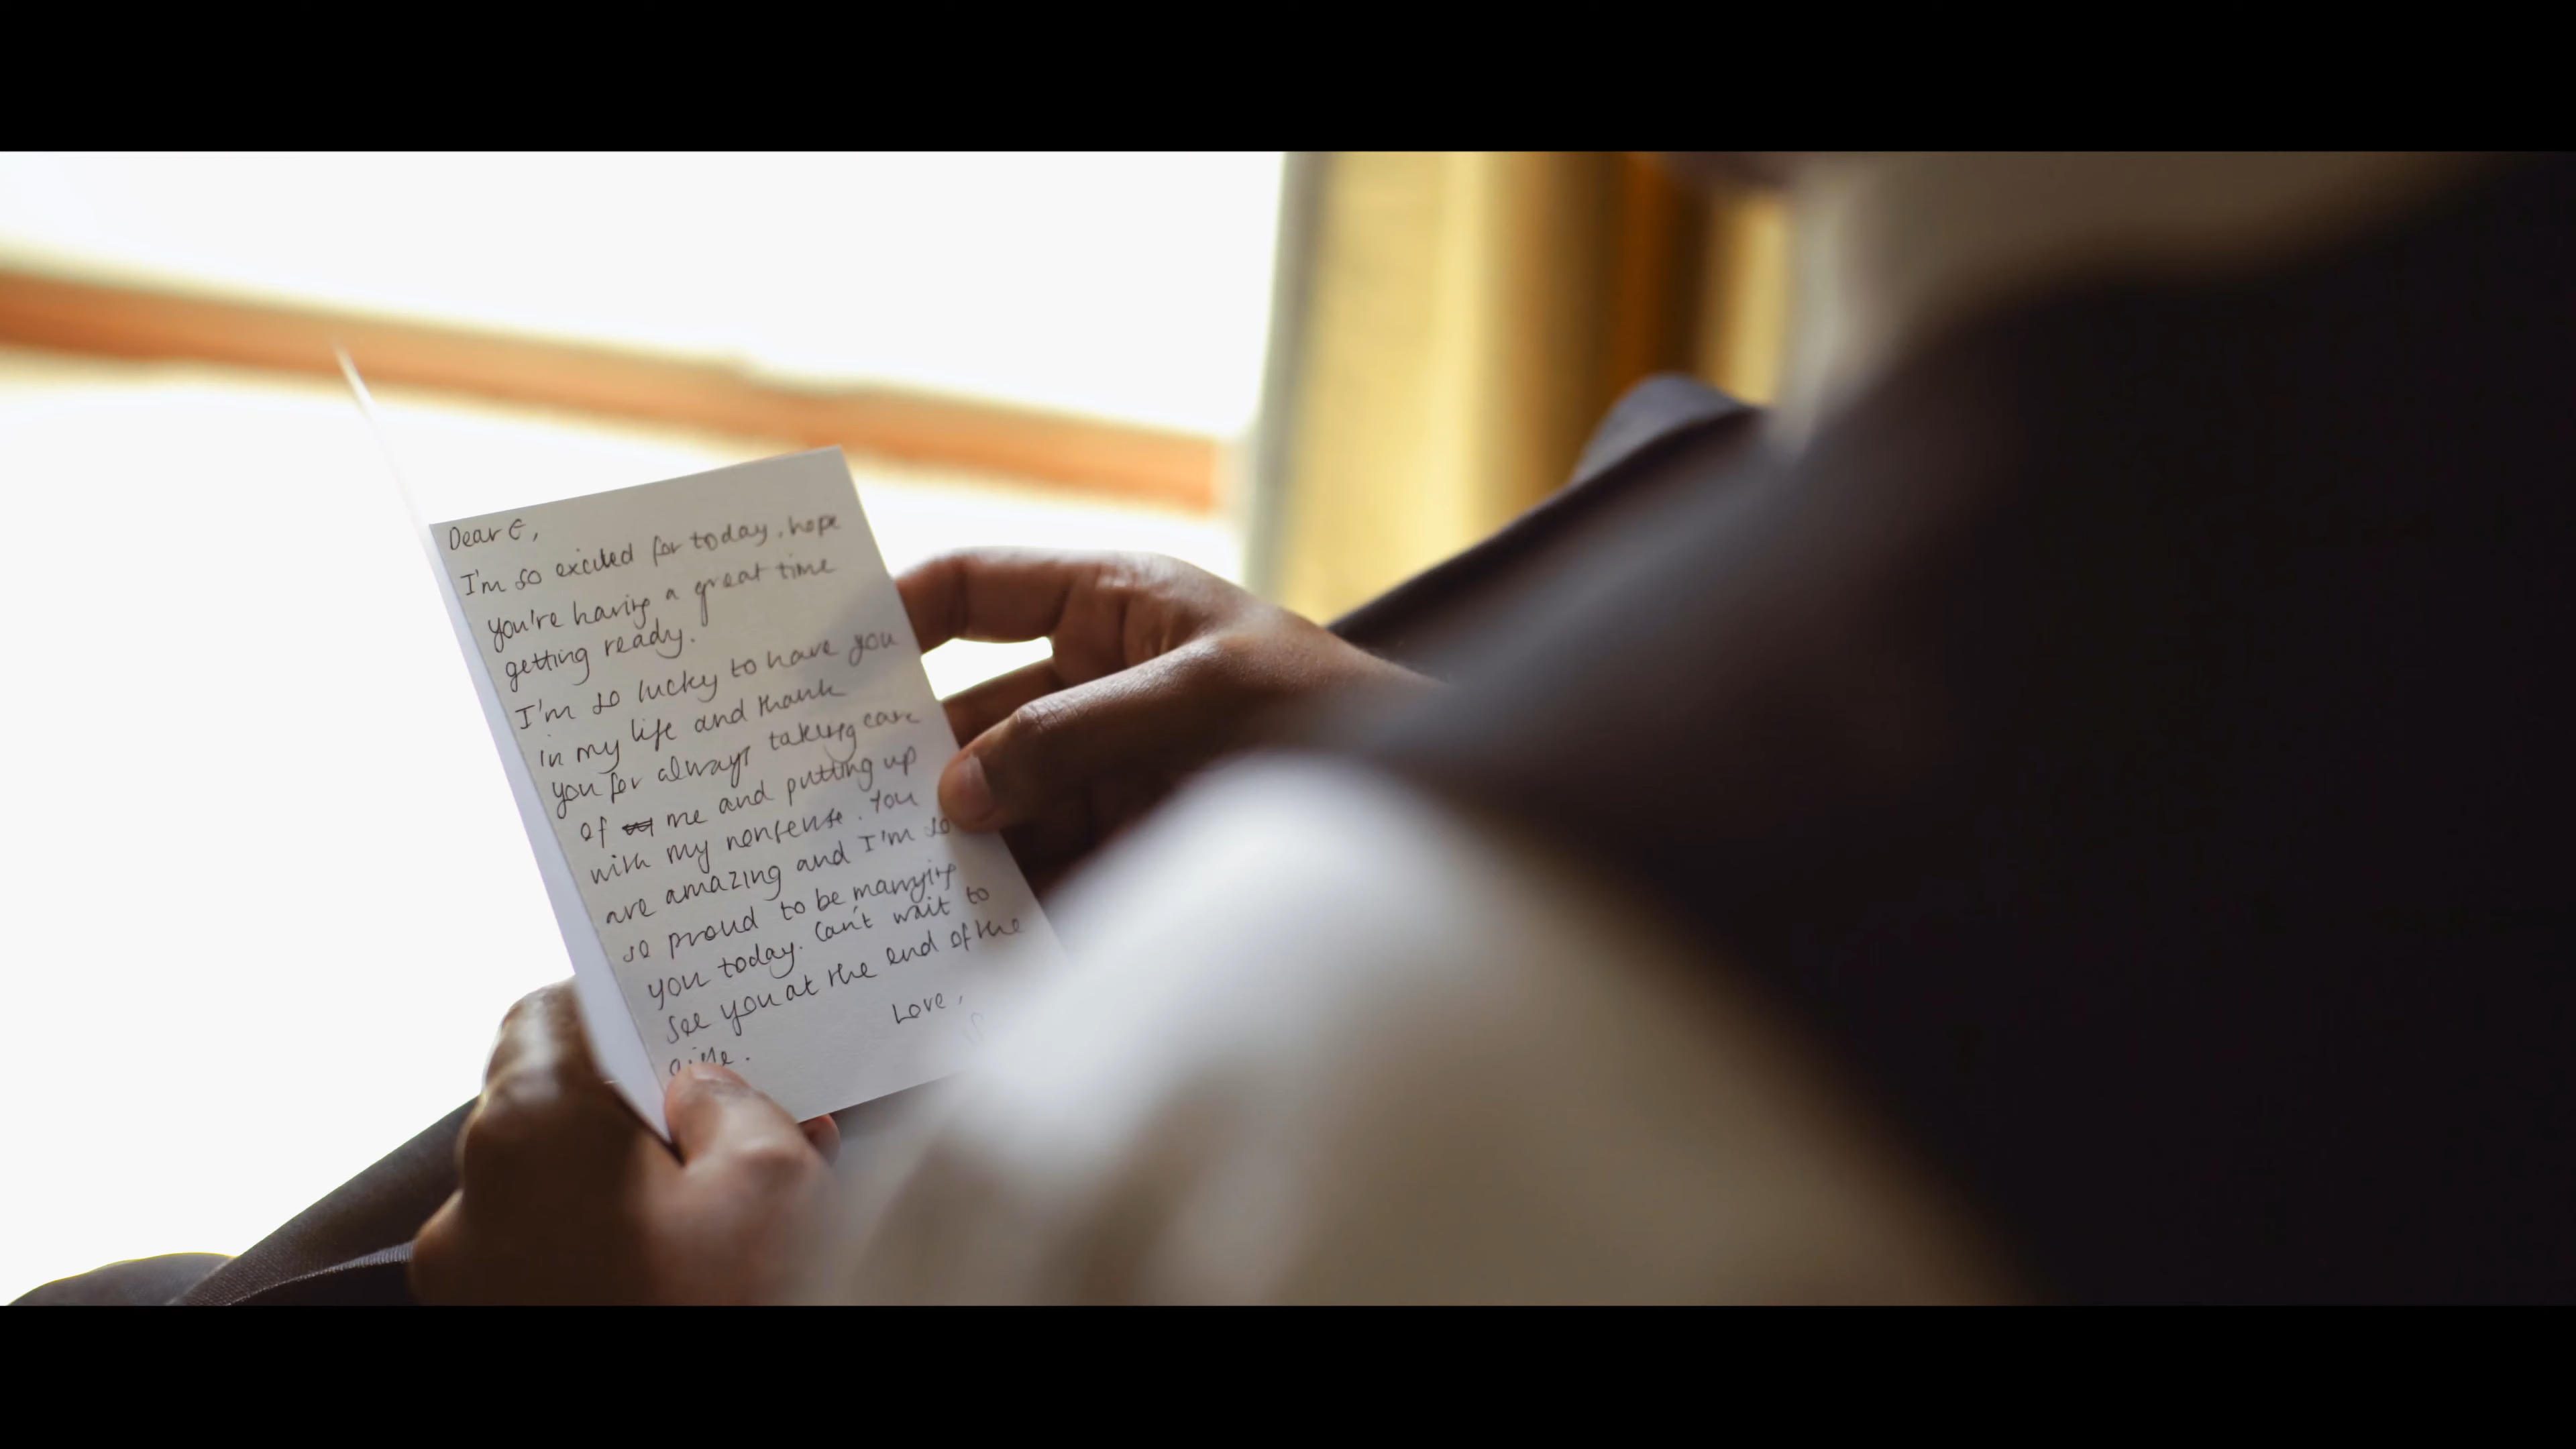 Dear E,
I'm so excited for today, hope
you're having a great time
getting ready.
I'm so lucky to have you
in my life and thank
you for always taking care
of me and putting up
with my nonsense. You
are amazing and I'm so
so proud to be marrying
you today. Can't wait to
see you at the end of the
aisle.
Love,